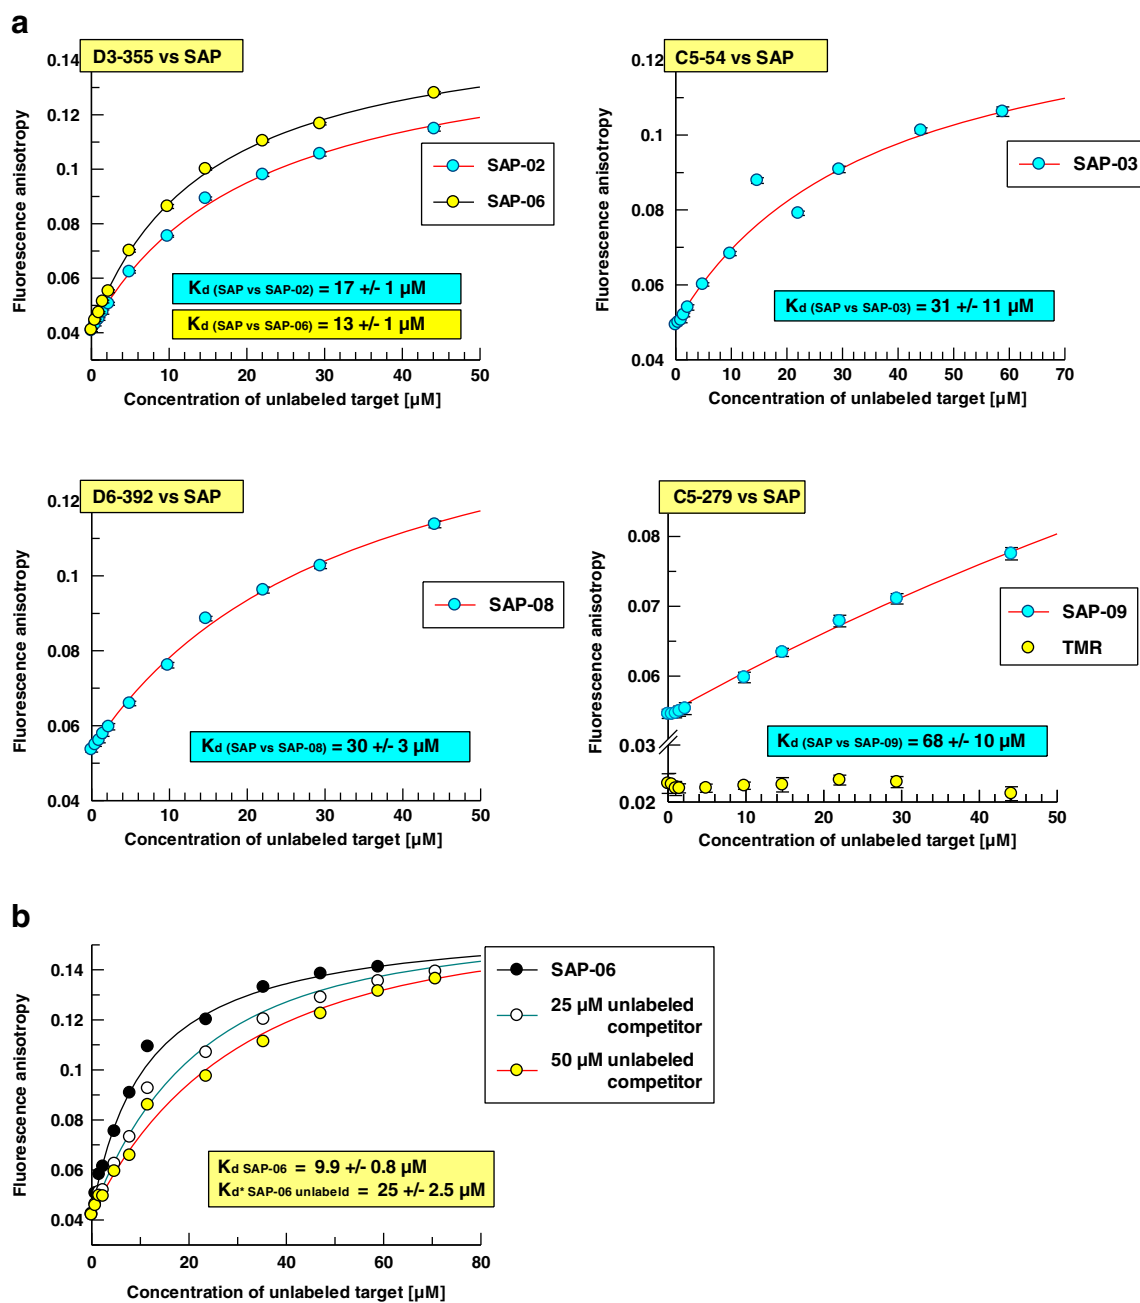 a
D3-355 vs SAP
0.14
0.12
0.1
0.08
0.06
0.04
Fluorescence anisotropy
SAP-02
SAP-06
Kd (SAP vs SAP-02) = 17 +/- 1 µM
Kd (SAP vs SAP-06) = 13 +/- 1 µM
0 10 20 30 40 50
Concentration of unlabeled target [µM]
C5-54 vs SAP
0.12
0.1
0.08
0.06
0.04
Fluorescence anisotropy
SAP-03
Kd (SAP vs SAP-03) = 31 +/- 11 µM
0 10 20 30 40 50 60 70
Concentration of unlabeled target [µM]
D6-392 vs SAP
0.12
0.1
0.08
0.06
0.04
Fluorescence anisotropy
SAP-08
Kd (SAP vs SAP-08) = 30 +/- 3 µM
0 10 20 30 40 50
Concentration of unlabeled target [µM]
C5-279 vs SAP
0.08
0.07
0.06
0.03
0.02
Fluorescence anisotropy
SAP-09
TMR
Kd (SAP vs SAP-09) = 68 +/- 10 µM
0 10 20 30 40 50
Concentration of unlabeled target [µM]
b
0.14
0.12
0.1
0.08
0.06
0.04
Fluorescence anisotropy
SAP-06
25 µM unlabeled
competitor
50 µM unlabeled
competitor
Kd SAP-06 = 9.9 +/- 0.8 µM
Kd* SAP-06 unlabeld = 25 +/- 2.5 µM
0 20 40 60 80
Concentration of unlabeled target [µM]